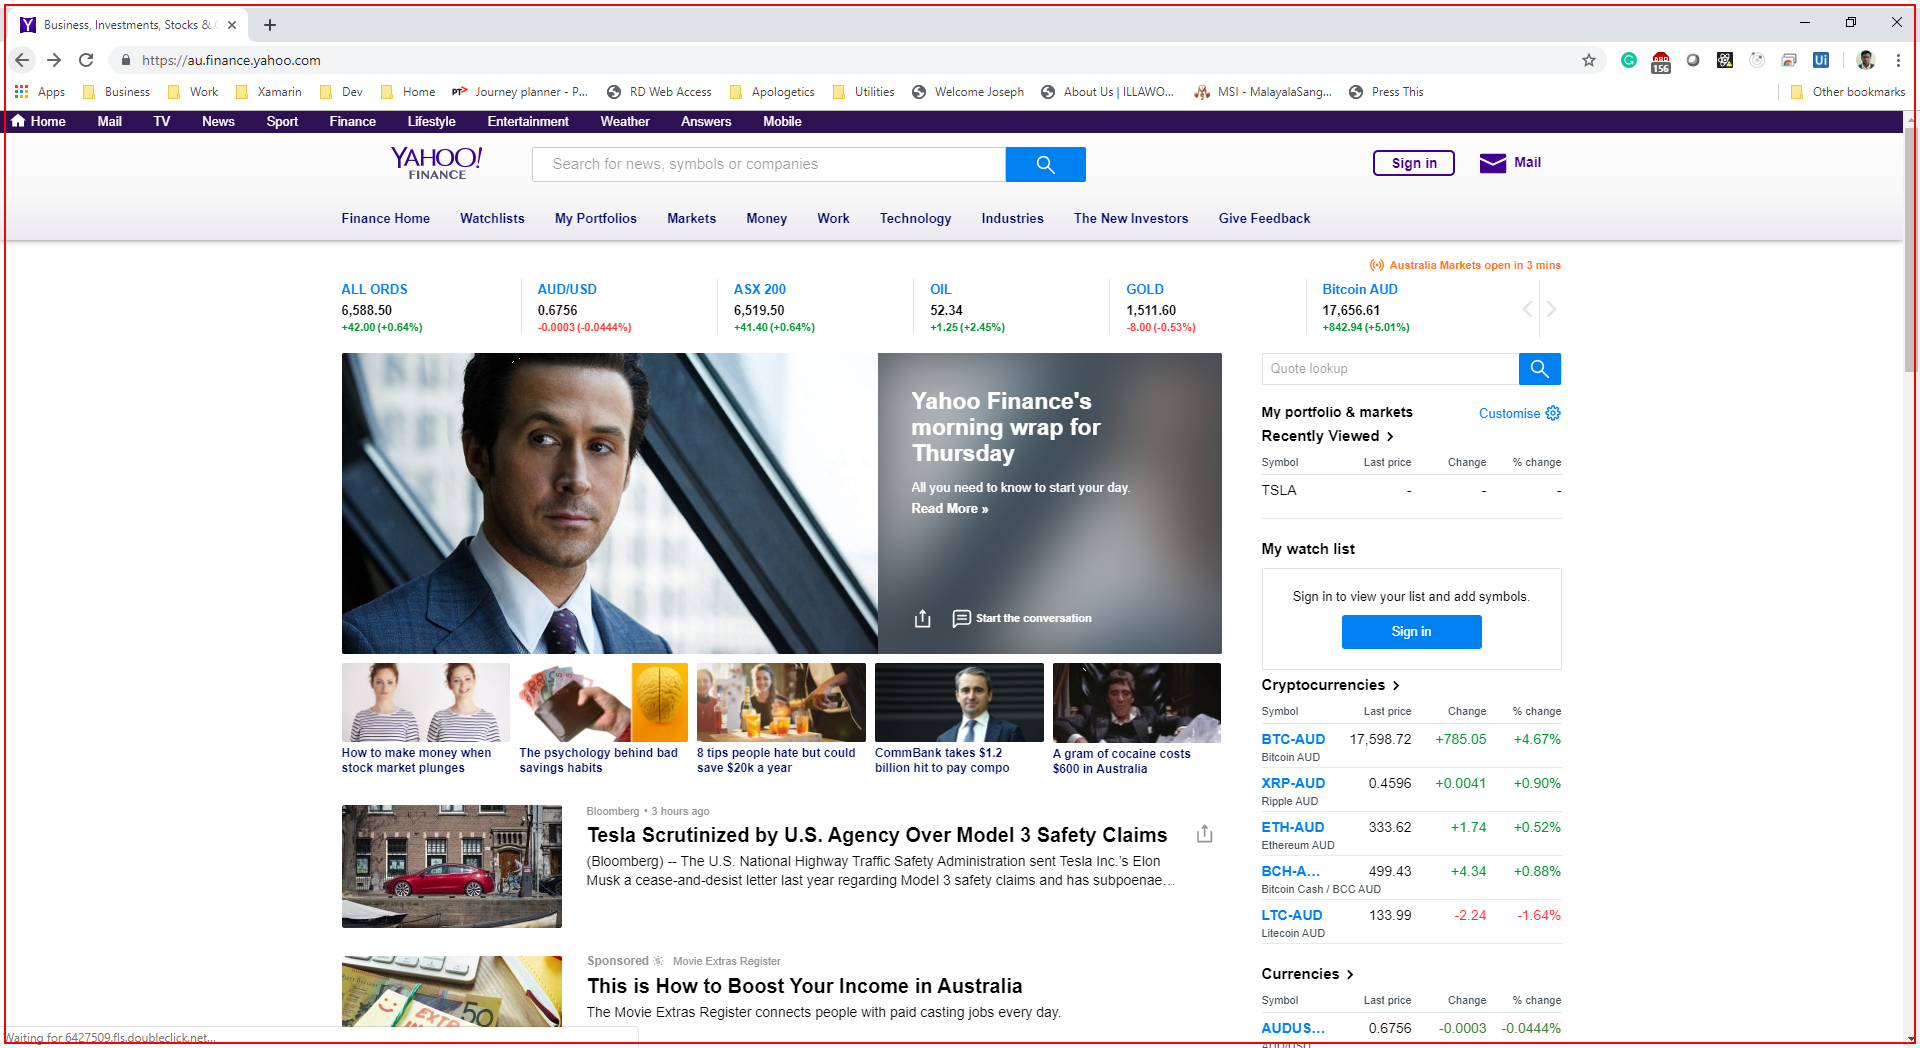 Business, Investments, Stocks &
https://au.finance.yahoo.com
156
Ui
Apps
Business
Work
Xamarin
Dev
Home
PT>
Journey planner - P...
RD Web Access
Apologetics
Utilities
Welcome Joseph
About Us | ILLAWO...
MSI - MalayalaSang...
Press This
Other bookmarks
Home
Mail
TV
News
Sport
Finance
Lifestyle
Entertainment
Weather
Answers
Mobile
YAHOO!
FINANCE
Search for news, symbols or companies
Sign in
Mail
Finance Home
Watchlists
My Portfolios
Markets
Money
Work
Technology
Industries
The New Investors
Give Feedback
Australia Markets open in 3 mins
ALL ORDS
6,588.50
+42.00 (+0.64%)
AUD/USD
0.6756
-0.0003 (-0.0444%)
ASX 200
6,519.50
+41.40 (+0.64%)
OIL
52.34
+1.25 (+2.45%)
GOLD
1,511.60
-8.00 (-0.53%)
Bitcoin AUD
17,656.61
+842.94 (+5.01%)
Yahoo Finance's
morning wrap for
Thursday
All you need to know to start your day.
Read More »
Start the conversation
How to make money when
stock market plunges
The psychology behind bad
savings habits
8 tips people hate but could
save $20k a year
CommBank takes $1.2
billion hit to pay compo
A gram of cocaine costs
$600 in Australia
Bloomberg • 3 hours ago
Tesla Scrutinized by U.S. Agency Over Model 3 Safety Claims
(Bloomberg) -- The U.S. National Highway Traffic Safety Administration sent Tesla Inc.'s Elon
Musk a cease-and-desist letter last year regarding Model 3 safety claims and has subpoenae...
Sponsored
Movie Extras Register
This is How to Boost Your Income in Australia
The Movie Extras Register connects people with paid casting jobs every day.
EXTR
50
Waiting for 6427509.fls.doubleclick.net...
Quote lookup
My portfolio & markets
Customise
Recently Viewed
Symbol Last price Change % change
TSLA - - -
My watch list
Sign in to view your list and add symbols.
Sign in
Cryptocurrencies
Symbol Last price Change % change
BTC-AUD 17,598.72 +785.05 +4.67%
Bitcoin AUD
XRP-AUD 0.4596 +0.0041 +0.90%
Ripple AUD
ETH-AUD 333.62 +1.74 +0.52%
Ethereum AUD
BCH-A... 499.43 +4.34 +0.88%
Bitcoin Cash / BCC AUD
LTC-AUD 133.99 -2.24 -1.64%
Litecoin AUD
Currencies
Symbol Last price Change % change
AUDUS... 0.6756 -0.0003 -0.0444%
AUD/USD